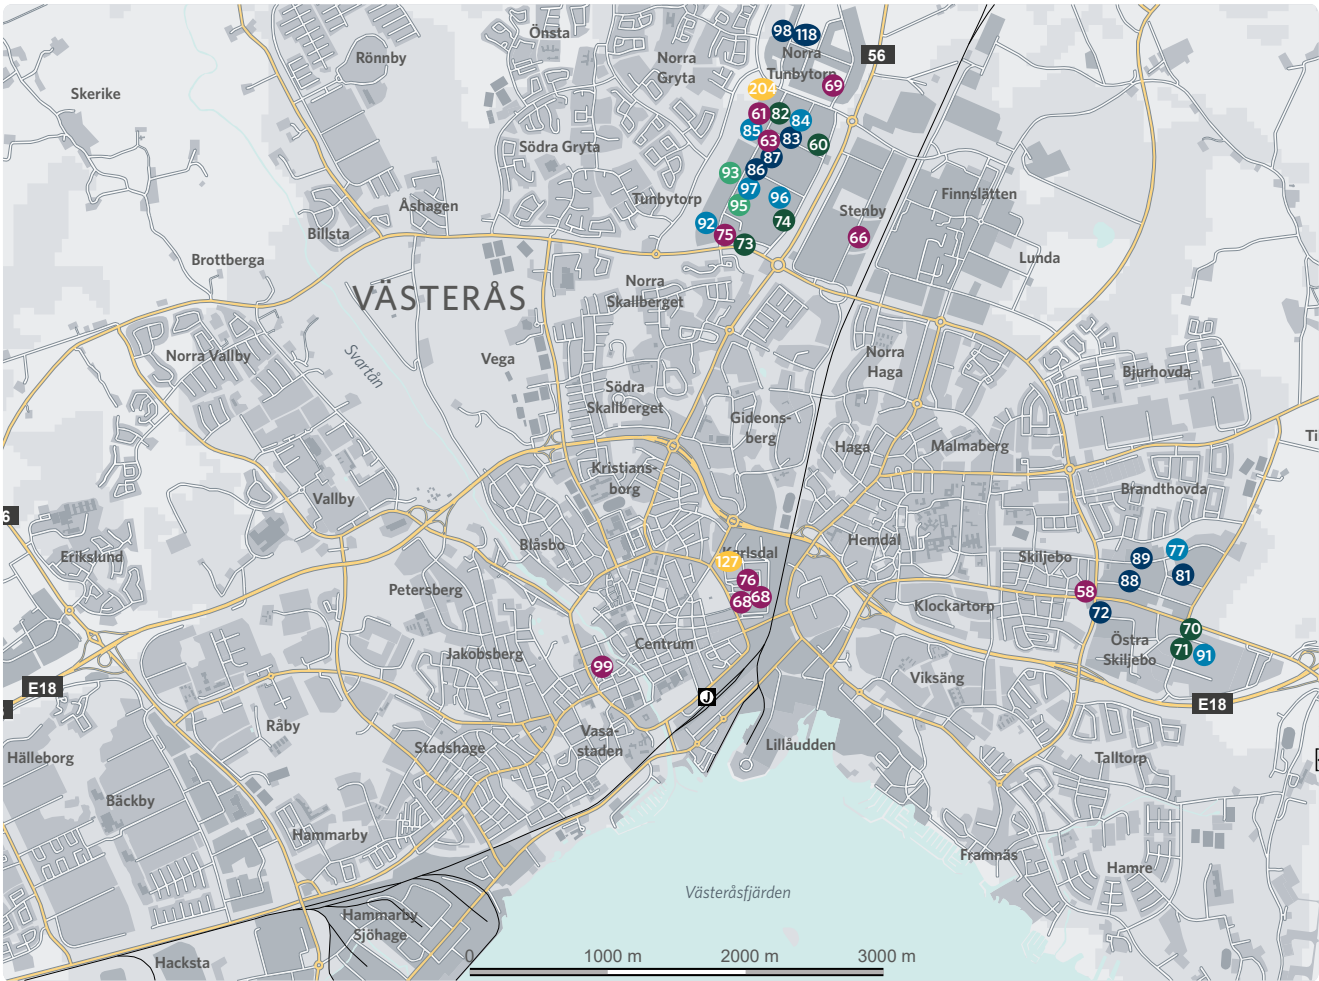 Önsta
98
118
Rönnby
Norra
Gryta
Norra
Tunbytorp
56
69
Skerike
204
61
82
84
85
63
83
60
Södra Gryta
87
86
93
97
96
Finnslätten
Tunbytorp
95
Åshagen
Stenby
92
74
Billsta
75
73
66
Brottberga
Lunda
VÄSTERÅS
Norra
Skallberget
Svartån
Norra Vallby
Vega
Norra
Haga
Bjurhovda
Södra
Skallberget
Gideons-
berg
Haga
Malmaberg
Ti
Kristians-
borg
Vallby
Brandthovda
6
Blåsbo
Hemdal
Erikslund
Karlsdal
127
Skiljebo
89
77
76
88
81
Petersberg
58
68
68
Klockartorp
72
70
Centrum
Östra
Skiljebo
71
91
Jakobsberg
99
Viksäng
E18
E18
J
Råby
Vasa-
staden
Stadshage
Lillåudden
Hälleborg
Talltorp
Bäckby
Hammarby
Framnäs
Hamre
Västeråsfjärden
Hammarby
Sjöhage
Hacksta
0
1000 m
2000 m
3000 m